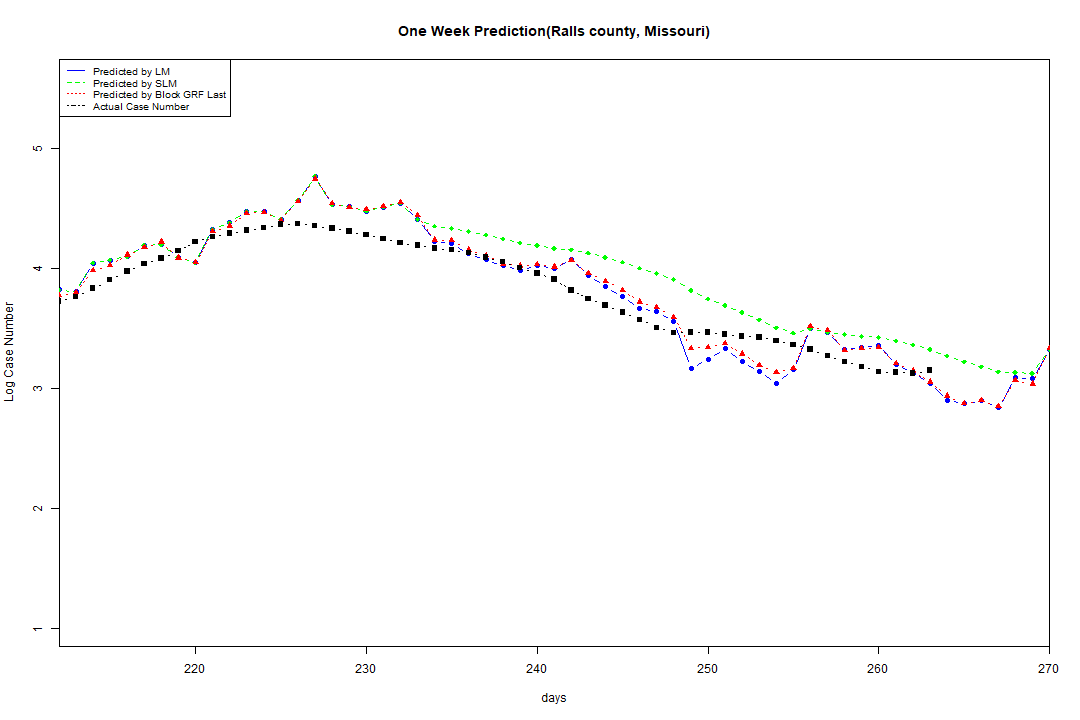 One Week Prediction(Ralls county, Missouri)
Predicted by LM
Predicted by SLM
Predicted by Block GRF Last
Actual Case Number
5
4
3
2
1
Log Case Number
220 230 240 250 260 270
days